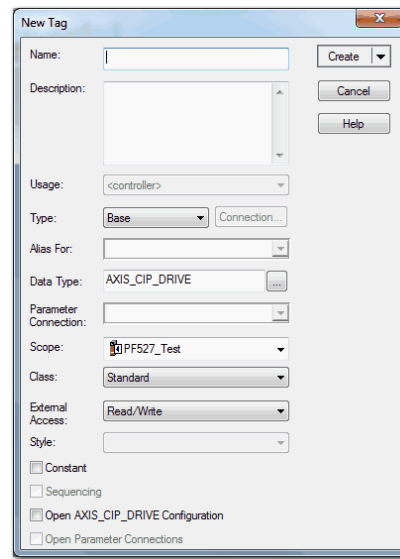 New Tag
Name:
Create
Description:
Cancel
Help
Usage:
<controller>
Type:
Base
Connection...
Alias For:
Data Type:
AXIS_CIP_DRIVE
...
Parameter
Connection:
Scope:
PF527_Test
Class:
Standard
External
Access:
Read/Write
Style:
Constant
Sequencing
Open AXIS_CIP_DRIVE Configuration
Open Parameter Connections